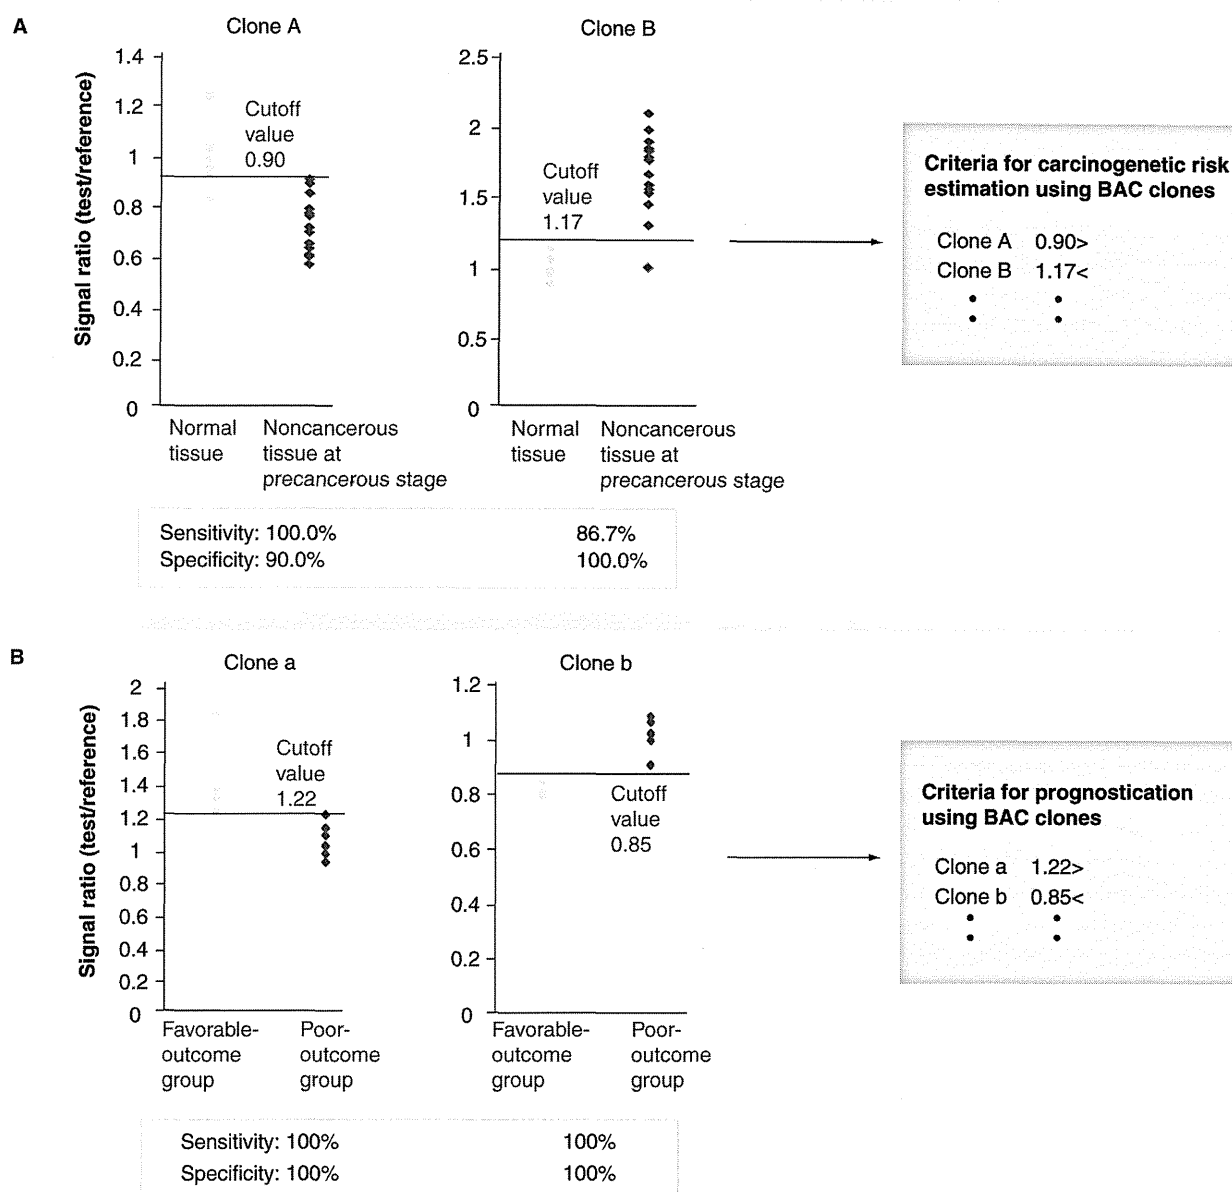 A
Clone A
Clone B
Signal ratio (test/reference)
1.4
1.2
1
0.8
0.6
0.4
0.2
0
Cutoff
value
0.90
Normal
tissue
Noncancerous
tissue at
precancerous stage
2.5
2
1.5
1
0.5
0
Cutoff
value
1.17
Normal
tissue
Noncancerous
tissue at
precancerous stage
Criteria for carcinogenetic risk
estimation using BAC clones
Clone A 0.90>
Clone B 1.17<
Sensitivity: 100.0% 86.7%
Specificity: 90.0% 100.0%
B
Clone a
Clone b
Signal ratio (test/reference)
2
1.8
1.6
1.4
1.2
1
0.8
0.6
0.4
0.2
0
Cutoff
value
1.22
Favorable-
outcome
group
Poor-
outcome
group
1.2
1
0.8
0.6
0.4
0.2
0
Cutoff
value
0.85
Favorable-
outcome
group
Poor-
outcome
group
Criteria for prognostication
using BAC clones
Clone a 1.22>
Clone b 0.85<
Sensitivity: 100% 100%
Specificity: 100% 100%